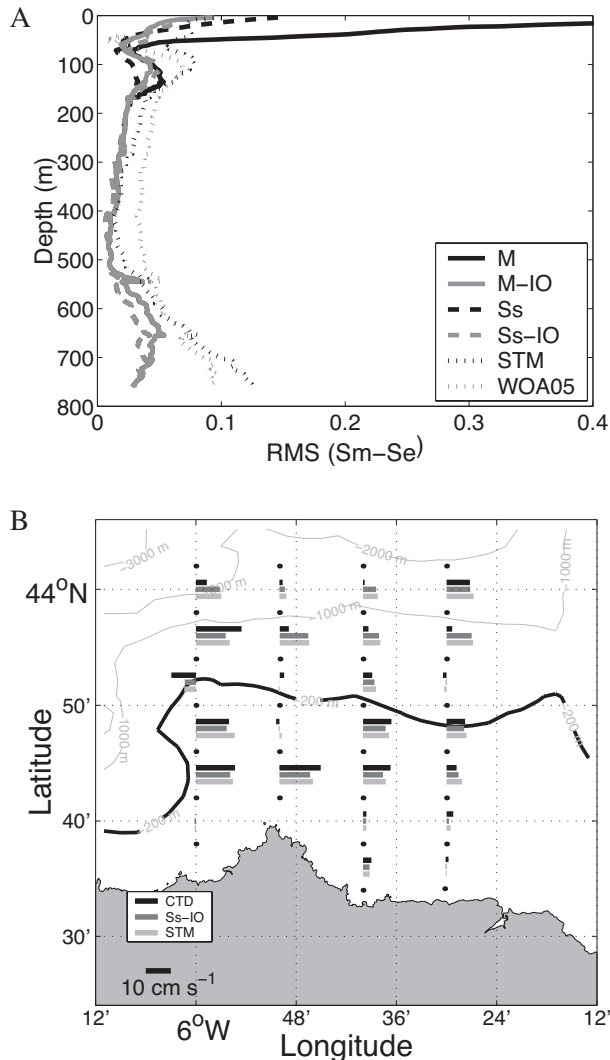 A
0
100
200
300
400
500
600
700
800
Depth (m)
0
0.1
0.2
0.3
0.4
RMS (Sm−Se)
M
M−IO
Ss
Ss−IO
STM
WOA05
B
44°N
50'
40'
30'
Latitude
−3000 m
−2000 m
−1000 m
−1000 m
−1000 m
−200 m
−200 m
−200 m
CTD
Ss−IO
STM
10 cm s⁻¹
12'
6°W
48'
36'
24'
12'
Longitude